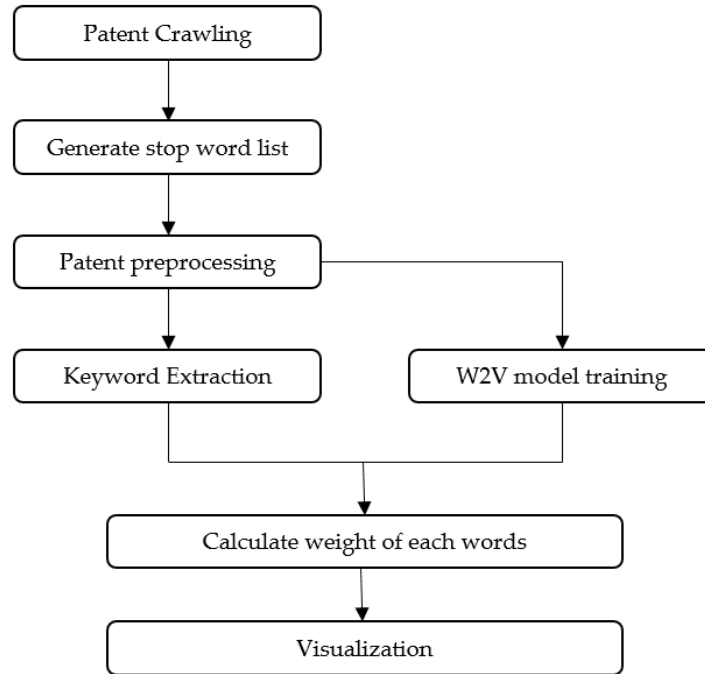 Patent Crawling
Generate stop word list
Patent preprocessing
Keyword Extraction
W2V model training
Calculate weight of each words
Visualization